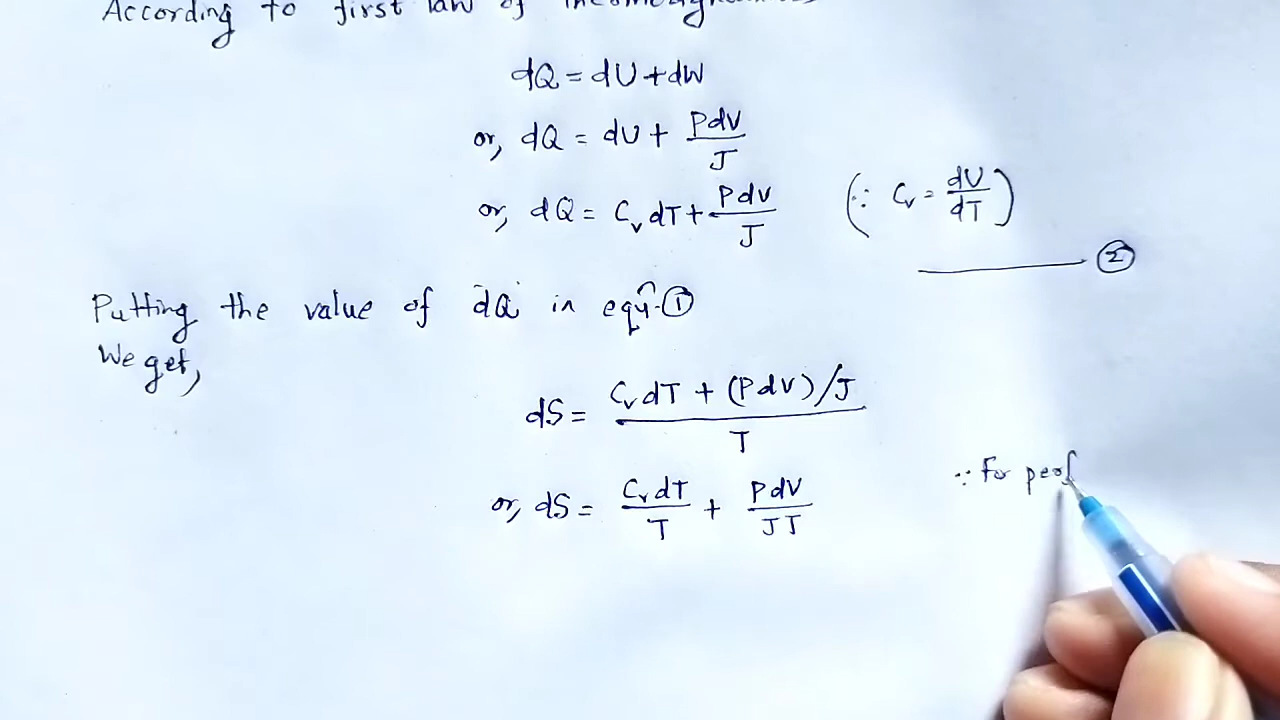 According to first law of
dQ = dU + dW
or, dQ = dU + PdV/J
or, dQ = CᵥdT + PdV/J (∵ Cᵥ = dU/dT)
②
Putting the value of dQ in eqⁿ-①
We get,
dS = CᵥdT + (PdV)/J / T
or, dS = CᵥdT/T + PdV/JT
∵ For perf